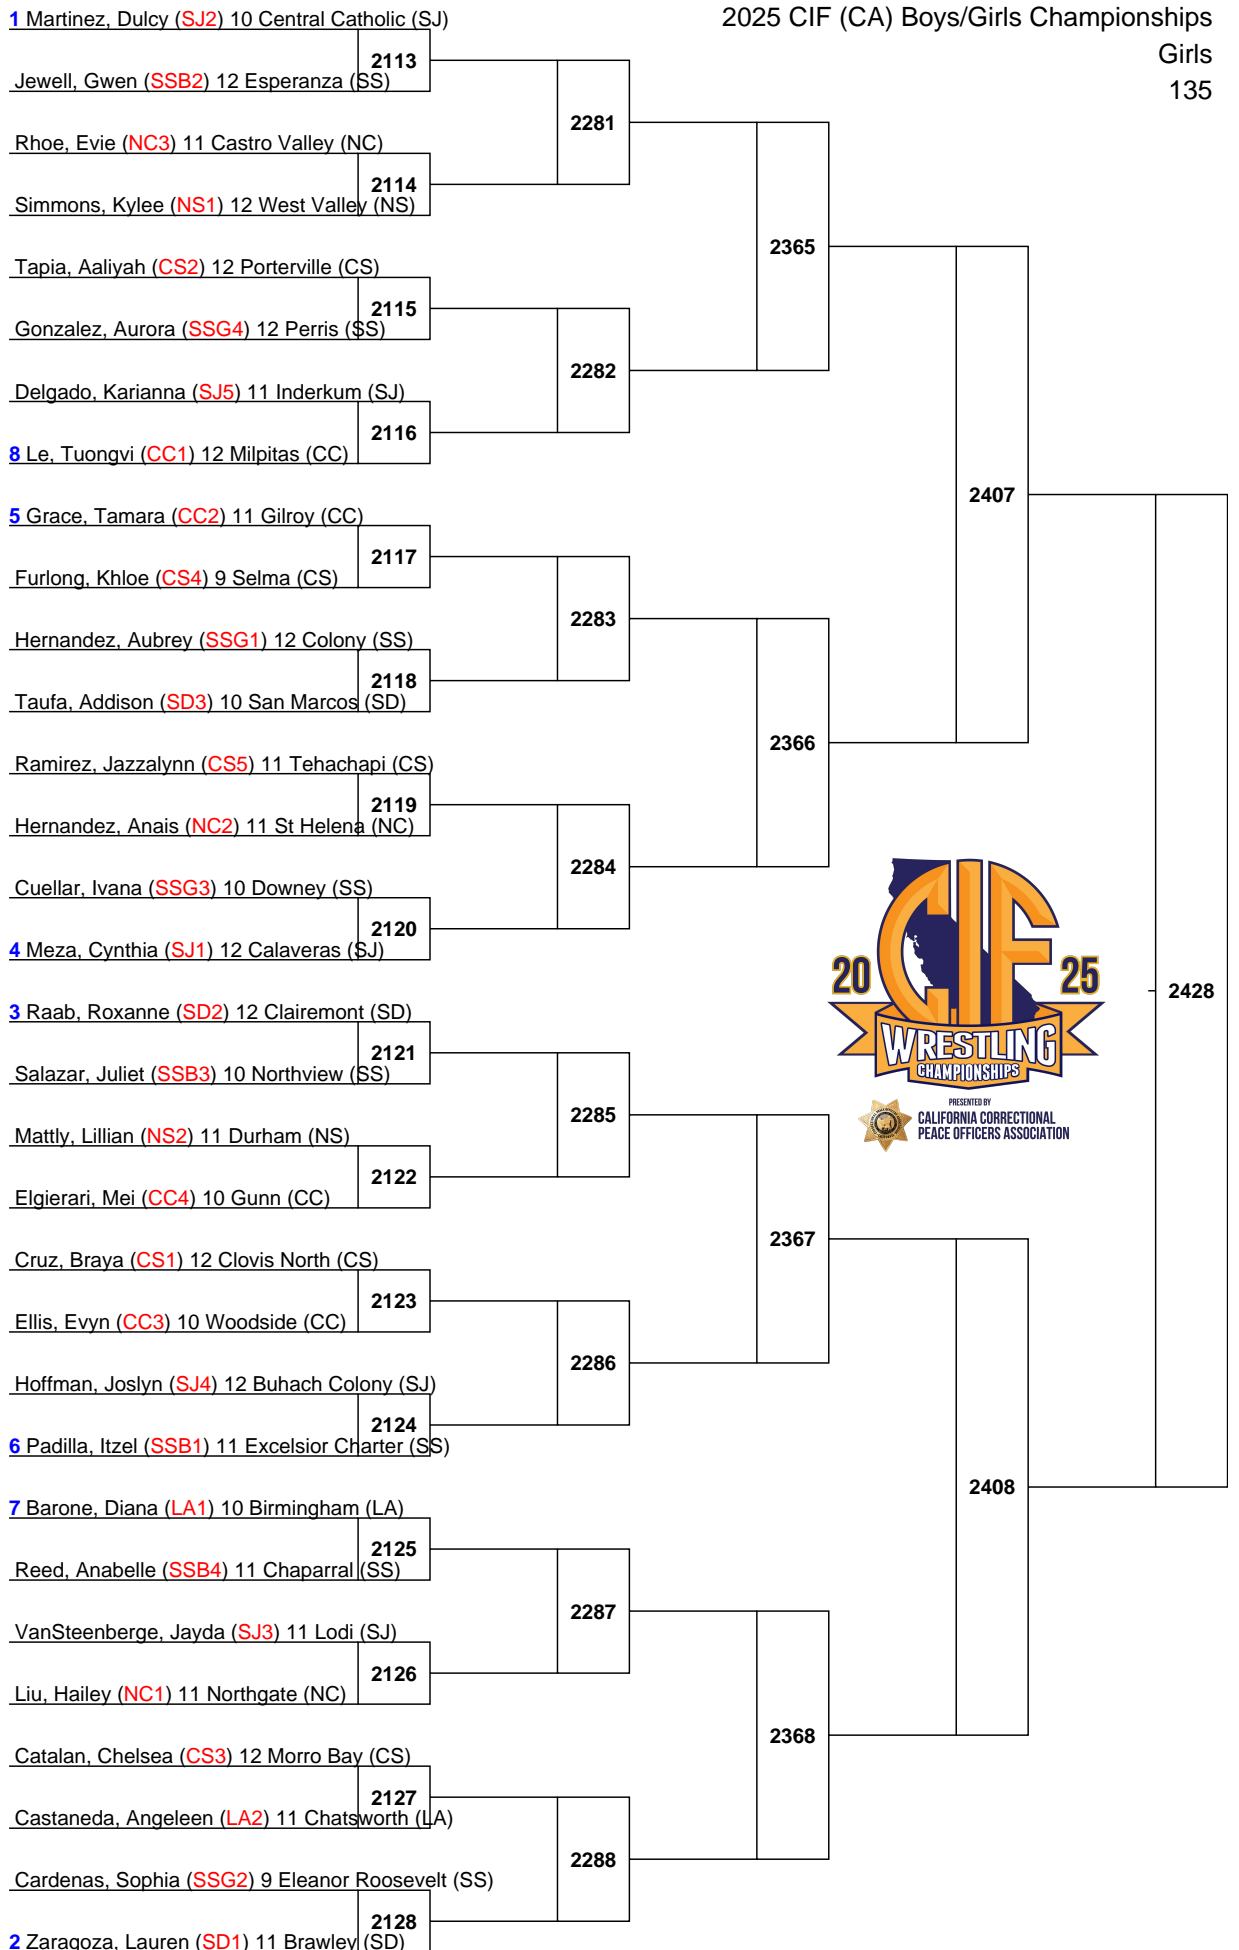 2025 CIF (CA) Boys/Girls Championships
Girls
135
1 Martinez, Dulcy (SJ2) 10 Central Catholic (SJ)
2113
Jewell, Gwen (SSB2) 12 Esperanza (SS)
2281
Rhoe, Evie (NC3) 11 Castro Valley (NC)
2114
Simmons, Kylee (NS1) 12 West Valley (NS)
2365
Tapia, Aaliyah (CS2) 12 Porterville (CS)
2115
Gonzalez, Aurora (SSG4) 12 Perris (SS)
2282
Delgado, Karianna (SJ5) 11 Inderkum (SJ)
2116
8 Le, Tuongvi (CC1) 12 Milpitas (CC)
2407
5 Grace, Tamara (CC2) 11 Gilroy (CC)
2117
Furlong, Khloe (CS4) 9 Selma (CS)
2283
Hernandez, Aubrey (SSG1) 12 Colony (SS)
2118
Taufa, Addison (SD3) 10 San Marcos (SD)
2366
Ramirez, Jazzalynn (CS5) 11 Tehachapi (CS)
2119
Hernandez, Anais (NC2) 11 St Helena (NC)
2284
Cuellar, Ivana (SSG3) 10 Downey (SS)
2120
4 Meza, Cynthia (SJ1) 12 Calaveras (SJ)
20 CIF 25
WRESTLING
CHAMPIONSHIPS
PRESENTED BY
CALIFORNIA CORRECTIONAL
PEACE OFFICERS ASSOCIATION
2428
3 Raab, Roxanne (SD2) 12 Clairemont (SD)
2121
Salazar, Juliet (SSB3) 10 Northview (SS)
2285
Mattly, Lillian (NS2) 11 Durham (NS)
2122
Elgierari, Mei (CC4) 10 Gunn (CC)
2367
Cruz, Braya (CS1) 12 Clovis North (CS)
2123
Ellis, Evyn (CC3) 10 Woodside (CC)
2286
Hoffman, Joslyn (SJ4) 12 Buhach Colony (SJ)
2124
6 Padilla, Itzel (SSB1) 11 Excelsior Charter (SS)
2408
7 Barone, Diana (LA1) 10 Birmingham (LA)
2125
Reed, Anabelle (SSB4) 11 Chaparral (SS)
2287
VanSteenberge, Jayda (SJ3) 11 Lodi (SJ)
2126
Liu, Hailey (NC1) 11 Northgate (NC)
2368
Catalan, Chelsea (CS3) 12 Morro Bay (CS)
2127
Castaneda, Angeleen (LA2) 11 Chatsworth (LA)
2288
Cardenas, Sophia (SSG2) 9 Eleanor Roosevelt (SS)
2128
2 Zaragoza, Lauren (SD1) 11 Brawley (SD)